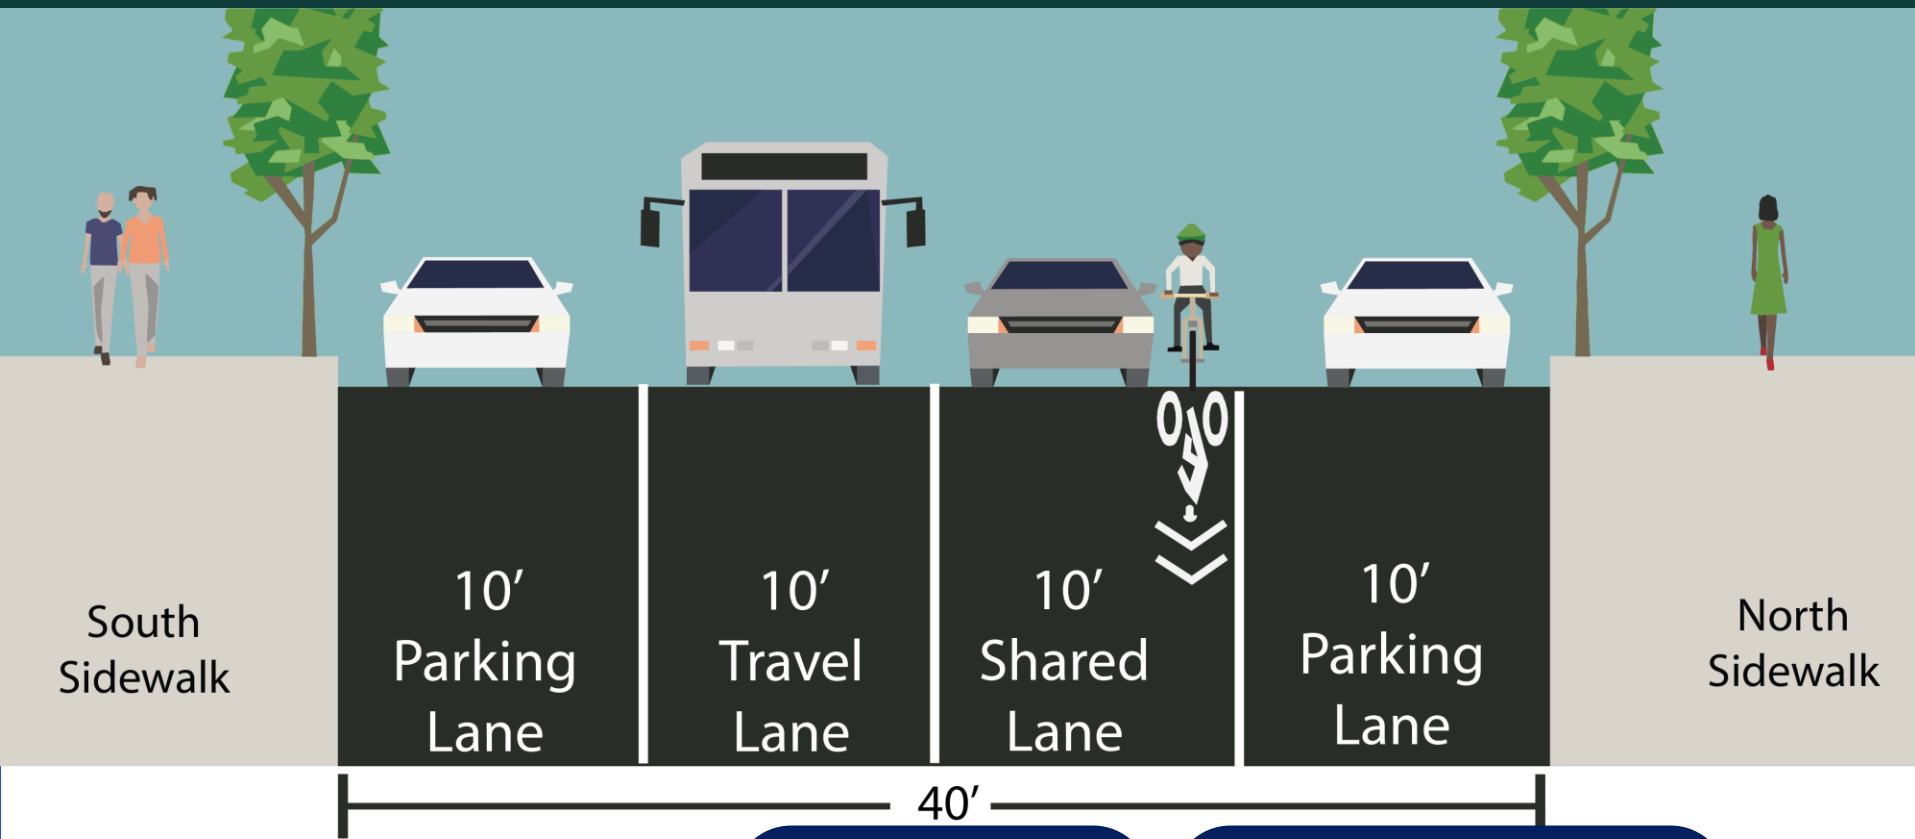 South
Sidewalk
10′
Parking
Lane
10′
Travel
Lane
10′
Shared
Lane
10′
Parking
Lane
North
Sidewalk
40′